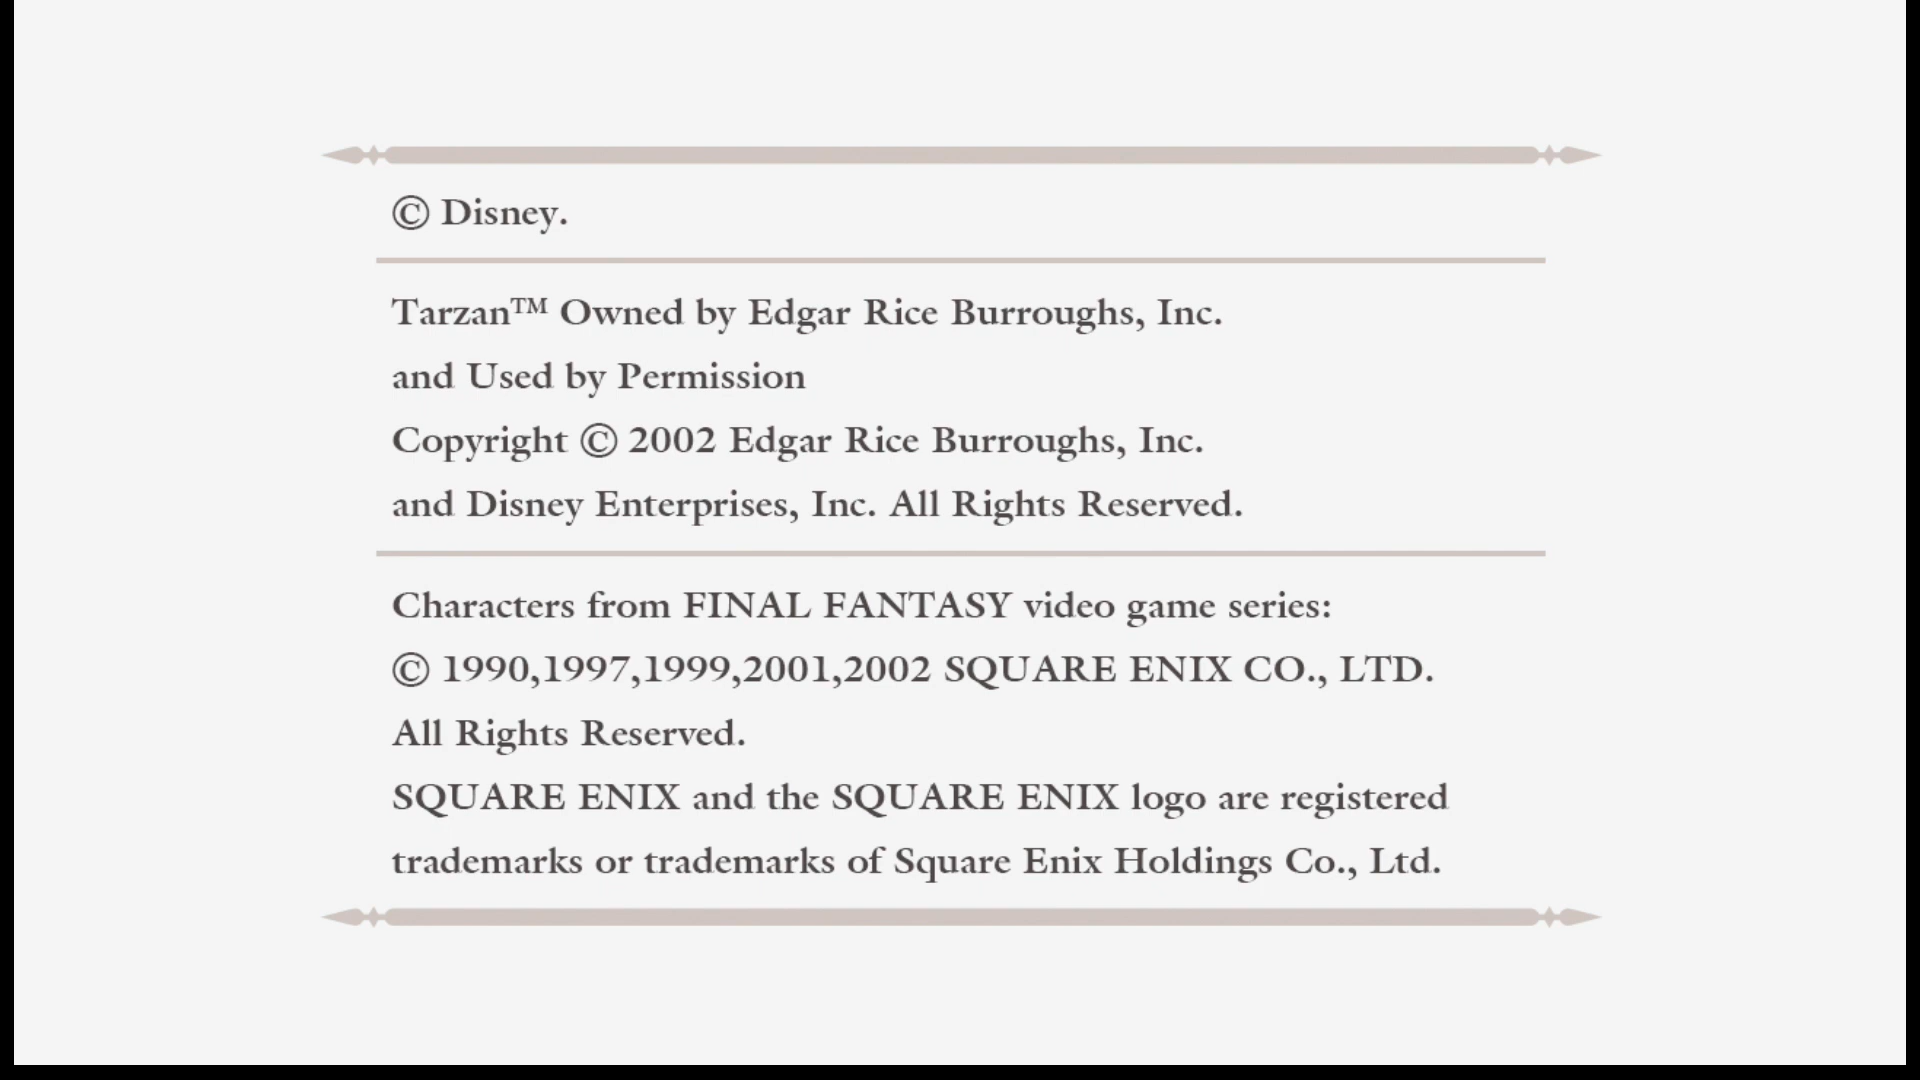 © Disney.
Tarzan™ Owned by Edgar Rice Burroughs, Inc.
and Used by Permission
Copyright © 2002 Edgar Rice Burroughs, Inc.
and Disney Enterprises, Inc. All Rights Reserved.
Characters from FINAL FANTASY video game series:
© 1990,1997,1999,2001,2002 SQUARE ENIX CO., LTD.
All Rights Reserved.
SQUARE ENIX and the SQUARE ENIX logo are registered
trademarks or trademarks of Square Enix Holdings Co., Ltd.